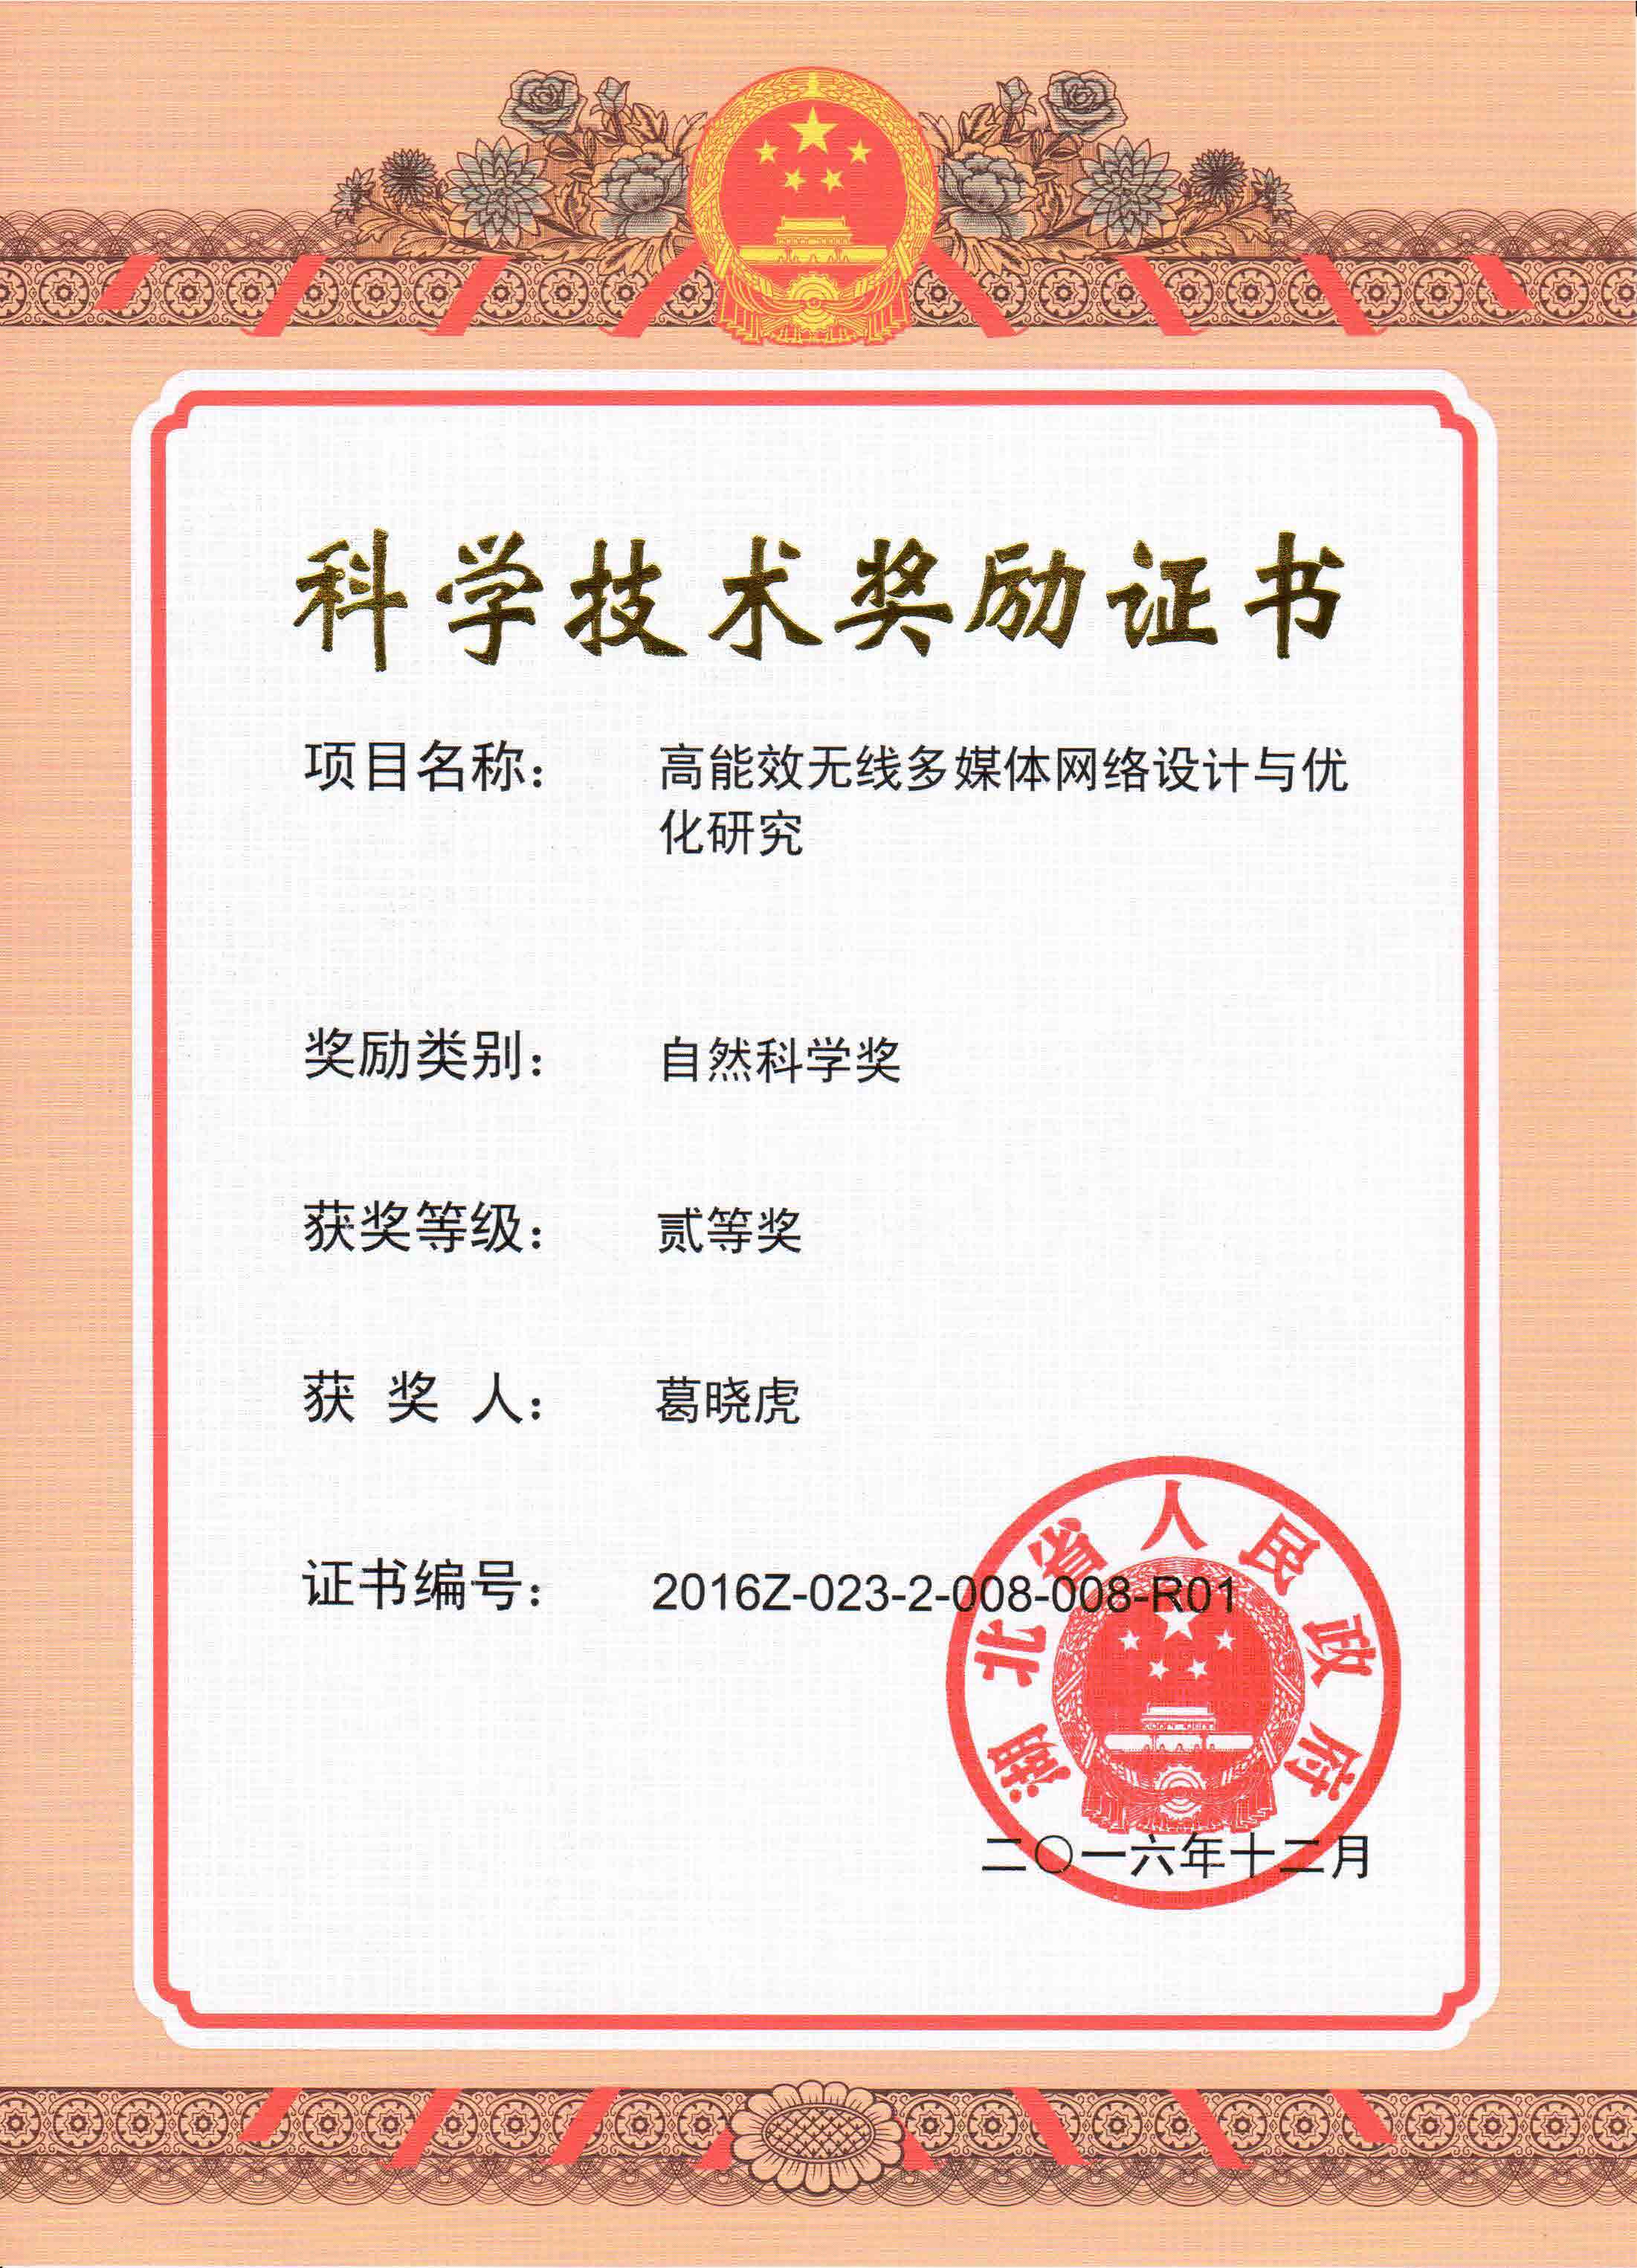 科学技术奖励证书
项目名称： 高能效无线多媒体网络设计与优
化研究
奖励类别： 自然科学奖
获奖等级： 贰等奖
获 奖 人： 葛晓虎
证书编号： 2016Z-023-2-008-008-R01
湖北省人民政府
二〇一六年十二月